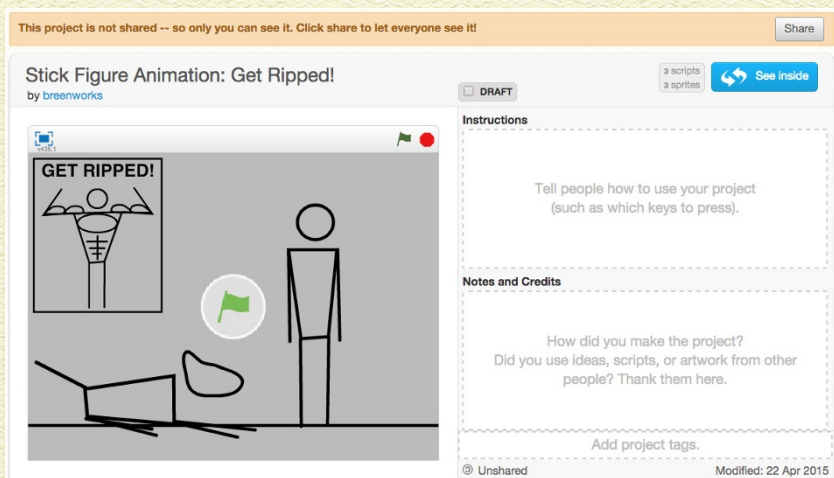 This project is not shared -- so only you can see it. Click share to let everyone see it!
Share
Stick Figure Animation: Get Ripped!
by breenworks
DRAFT
3 scripts
3 sprites
See inside
v435.1
GET RIPPED!
Instructions
Tell people how to use your project
(such as which keys to press).
Notes and Credits
How did you make the project?
Did you use ideas, scripts, or artwork from other
people? Thank them here.
Add project tags.
Unshared
Modified: 22 Apr 2015